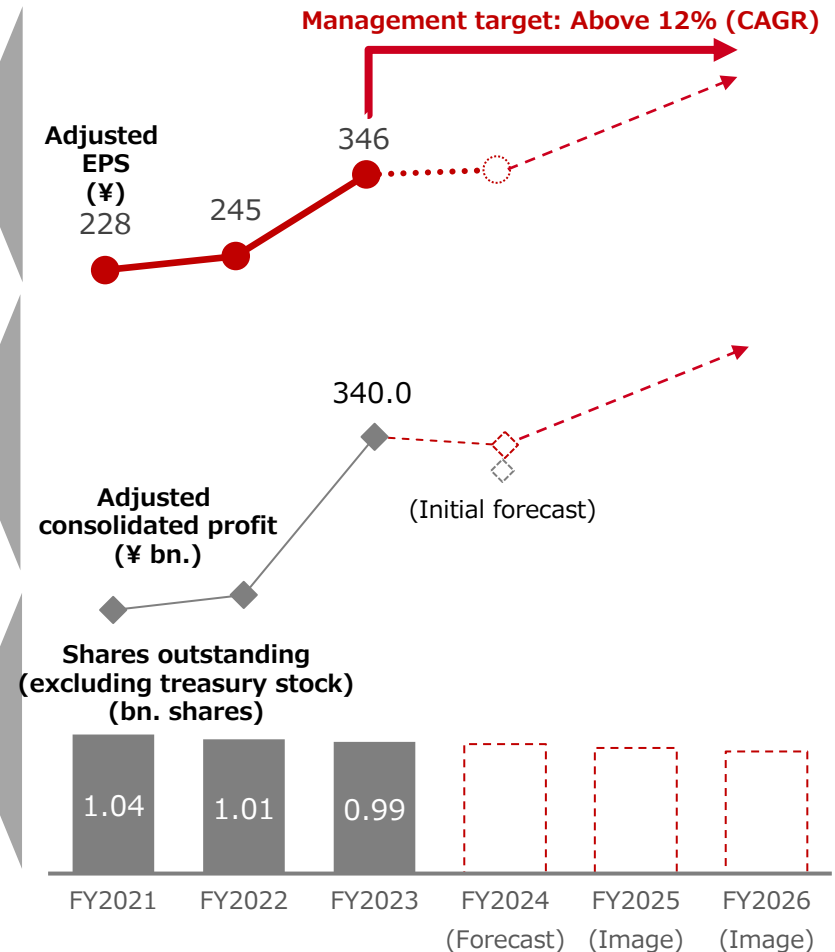 Management target: Above 12% (CAGR)
Adjusted
EPS
(¥)
228
245
346
340.0
(Initial forecast)
Adjusted
consolidated profit
(¥ bn.)
Shares outstanding
(excluding treasury stock)
(bn. shares)
1.04
1.01
0.99
FY2021
FY2022
FY2023
FY2024
FY2025
FY2026
(Forecast)
(Image)
(Image)